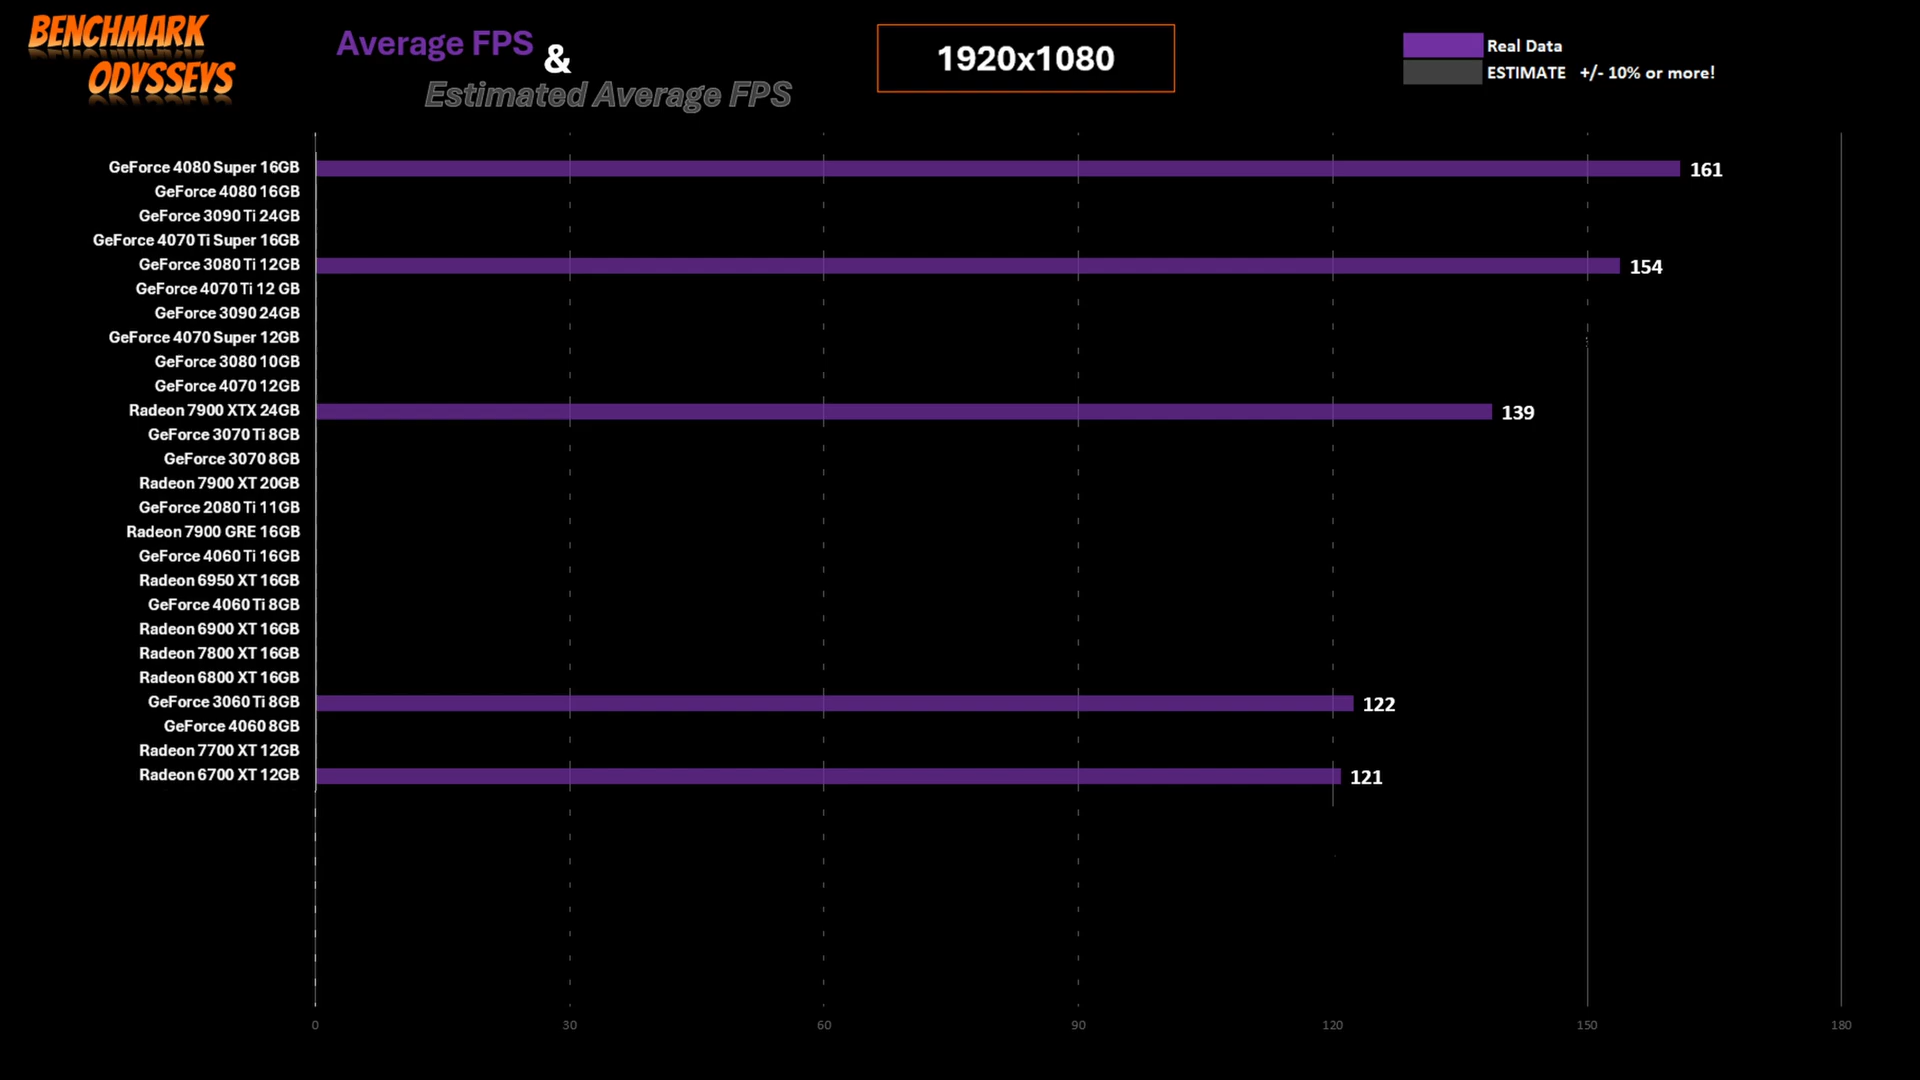 BENCHMARK
ODYSSEYS
Average FPS
&
Estimated Average FPS
1920x1080
Real Data
ESTIMATE +/- 10% or more!
GeForce 4080 Super 16GB
161
GeForce 4080 16GB
GeForce 3090 Ti 24GB
GeForce 4070 Ti Super 16GB
GeForce 3080 Ti 12GB
154
GeForce 4070 Ti 12 GB
GeForce 3090 24GB
GeForce 4070 Super 12GB
GeForce 3080 10GB
GeForce 4070 12GB
Radeon 7900 XTX 24GB
139
GeForce 3070 Ti 8GB
GeForce 3070 8GB
Radeon 7900 XT 20GB
GeForce 2080 Ti 11GB
Radeon 7900 GRE 16GB
GeForce 4060 Ti 16GB
Radeon 6950 XT 16GB
GeForce 4060 Ti 8GB
Radeon 6900 XT 16GB
Radeon 7800 XT 16GB
Radeon 6800 XT 16GB
GeForce 3060 Ti 8GB
122
GeForce 4060 8GB
Radeon 7700 XT 12GB
Radeon 6700 XT 12GB
121
0 30 60 90 120 150 180